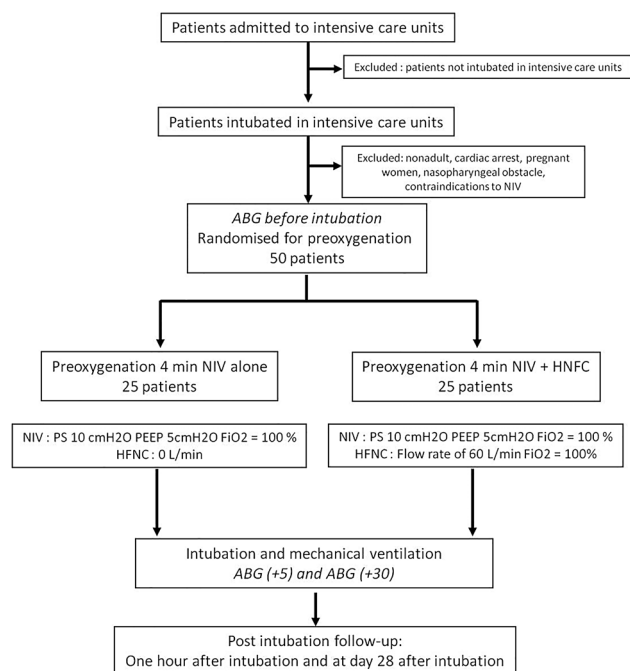 Patients admitted to intensive care units
Excluded : patients not intubated in intensive care units
Patients intubated in intensive care units
Excluded: nonadult, cardiac arrest, pregnant
women, nasopharyngeal obstacle,
contraindications to NIV
ABG before intubation
Randomised for preoxygenation
50 patients
Preoxygenation 4 min NIV alone
25 patients
Preoxygenation 4 min NIV + HNFC
25 patients
NIV : PS 10 cmH2O PEEP 5cmH2O FiO2 = 100 %
HFNC : 0 L/min
NIV : PS 10 cmH2O PEEP 5cmH2O FiO2 = 100 %
HFNC : Flow rate of 60 L/min FiO2 = 100%
Intubation and mechanical ventilation
ABG (+5) and ABG (+30)
Post intubation follow-up:
One hour after intubation and at day 28 after intubation